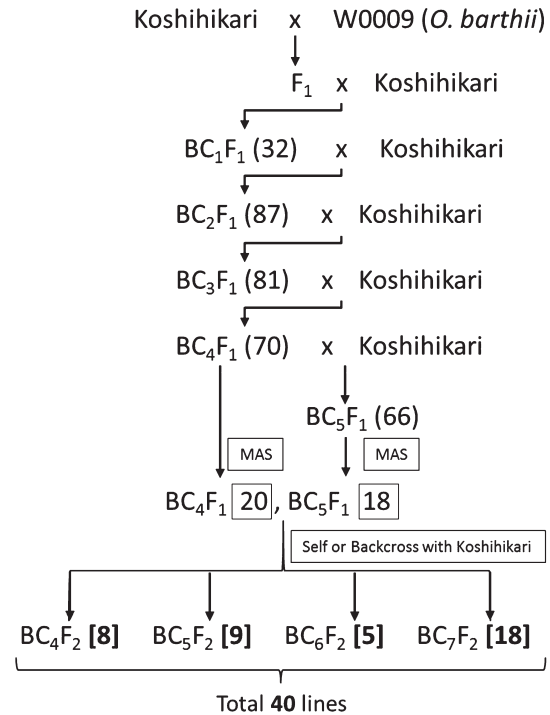 Koshihikari x W0009 (O. barthii)
F₁ x Koshihikari
BC₁F₁ (32) x Koshihikari
BC₂F₁ (87) x Koshihikari
BC₃F₁ (81) x Koshihikari
BC₄F₁ (70) x Koshihikari
BC₅F₁ (66)
MAS MAS
BC₄F₁ 20 , BC₅F₁ 18
Self or Backcross with Koshihikari
BC₄F₂ [8] BC₅F₂ [9] BC₆F₂ [5] BC₇F₂ [18]
Total 40 lines